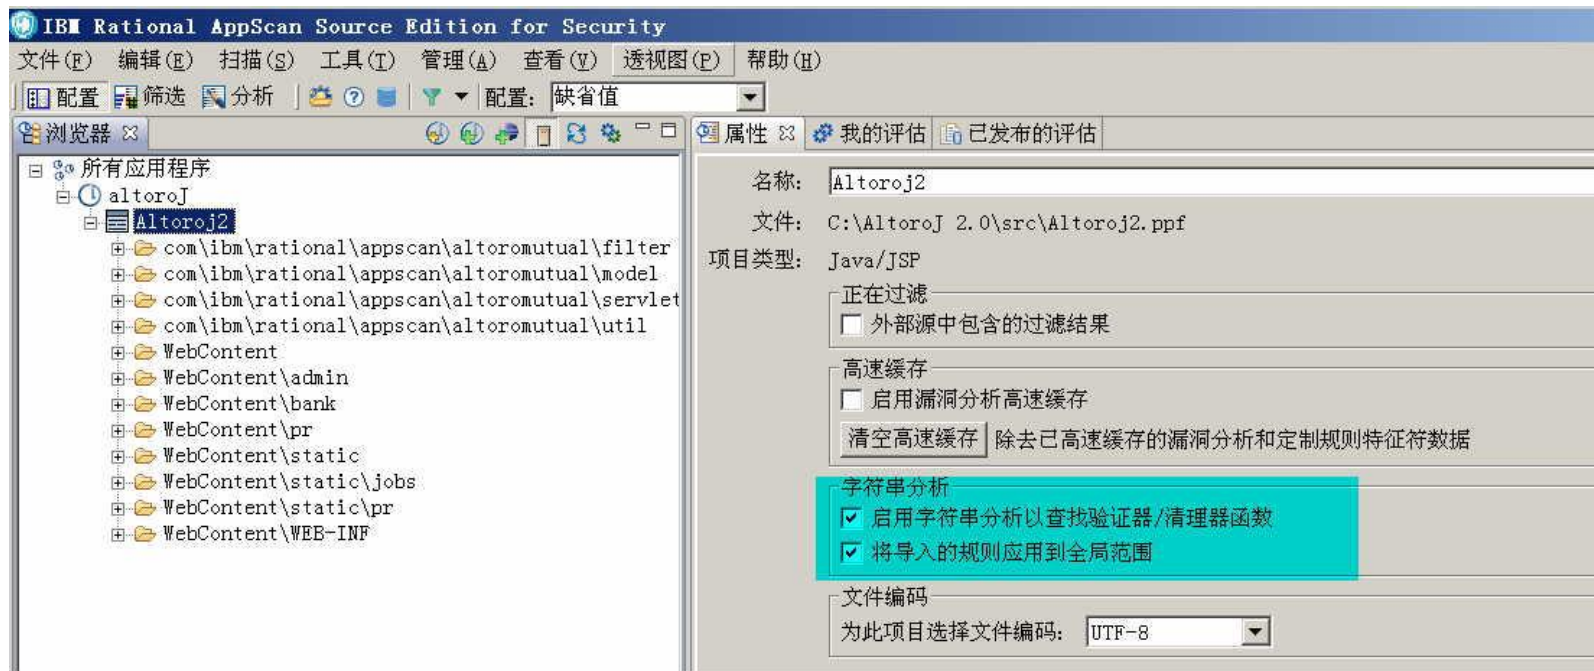 IBM Rational AppScan Source Edition for Security
文件(F) 编辑(E) 扫描(S) 工具(T) 管理(A) 查看(V) 透视图(P) 帮助(H)
配置 筛选 分析 配置: 缺省值
浏览器
所有应用程序
altoroJ
Altoroj2
com\ibm\rational\appscan\altoromutual\filter
com\ibm\rational\appscan\altoromutual\model
com\ibm\rational\appscan\altoromutual\servlet
com\ibm\rational\appscan\altoromutual\util
WebContent
WebContent\admin
WebContent\bank
WebContent\pr
WebContent\static
WebContent\static\jobs
WebContent\static\pr
WebContent\WEB-INF
属性 我的评估 已发布的评估
名称: Altoroj2
文件: C:\AltoroJ 2.0\src\Altoroj2.ppf
项目类型: Java/JSP
正在过滤
外部源中包含的过滤结果
高速缓存
启用漏洞分析高速缓存
清空高速缓存 除去已高速缓存的漏洞分析和定制规则特征符数据
字符串分析
启用字符串分析以查找验证器/清理器函数
将导入的规则应用到全局范围
文件编码
为此项目选择文件编码: UTF-8